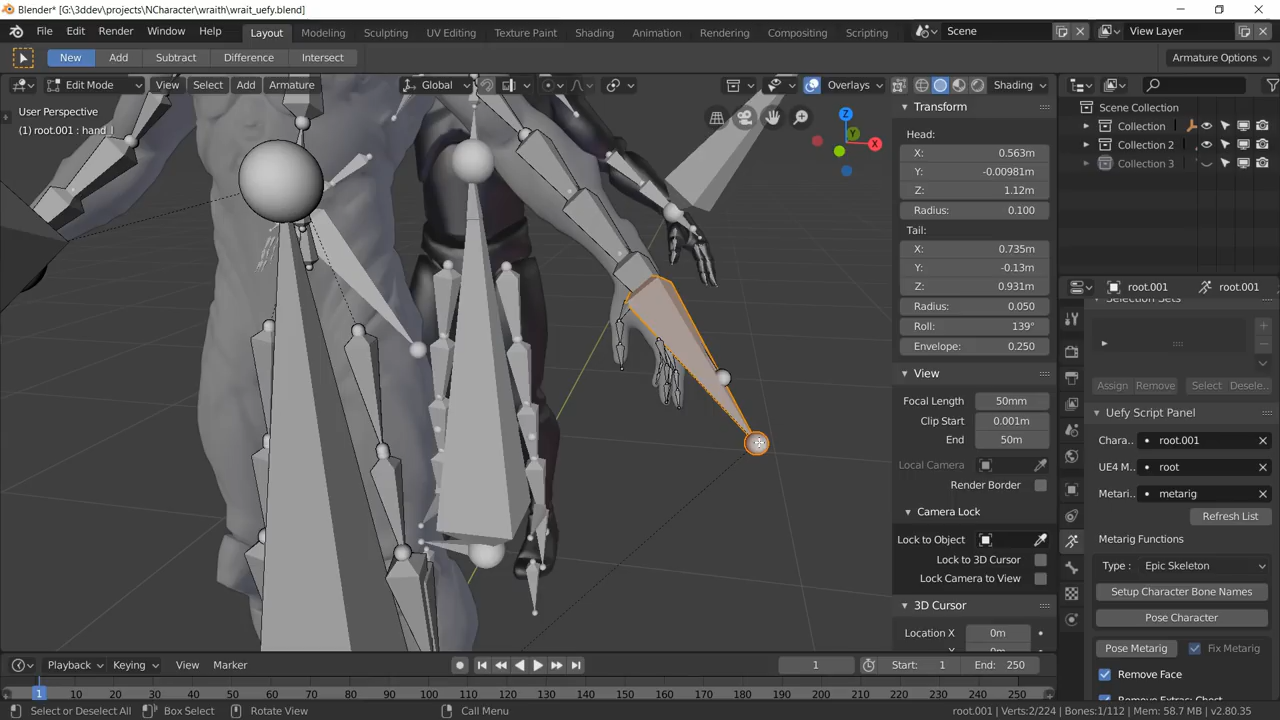 Blender* [G:\3ddev\projects\NCharacter\wraith\wrait_uefy.blend]
File Edit Render Window Help Layout Modeling Sculpting UV Editing Texture Paint Shading Animation Rendering Compositing Scripting Scene View Layer
New Add Subtract Difference Intersect Armature Options
Edit Mode View Select Add Armature Global Overlays Shading
User Perspective
(1) root.001 : hand_l
Z
Y
X
Transform
Head:
X: 0.563m
Y: -0.00981m
Z: 1.12m
Radius: 0.100
Tail:
X: 0.735m
Y: -0.13m
Z: 0.931m
Radius: 0.050
Roll: 139°
Envelope: 0.250
View
Focal Length 50mm
Clip Start 0.001m
End 50m
Local Camera
Render Border
Camera Lock
Lock to Object
Lock to 3D Cursor
Lock Camera to View
3D Cursor
Location X 0m
Scene Collection
Collection
Collection 2
Collection 3
root.001 root.001
Selection Sets
Assign Remove Select Desele..
Uefy Script Panel
Chara.. root.001
UE4 M.. root
Metari.. metarig
Refresh List
Metarig Functions
Type : Epic Skeleton
Setup Character Bone Names
Pose Character
Pose Metarig Fix Metarig
Remove Face
Remove Extras: Chest
Playback Keying View Marker 1 Start: 1 End: 250
1 10 20 30 40 50 60 70 80 90 100 110 120 130 140 150 160 170 180 190 200 210 220 230 240 250
Select or Deselect All Box Select Rotate View Call Menu root.001 | Verts:2/224 | Bones:1/112 | Mem: 58.7 MB | v2.80.35